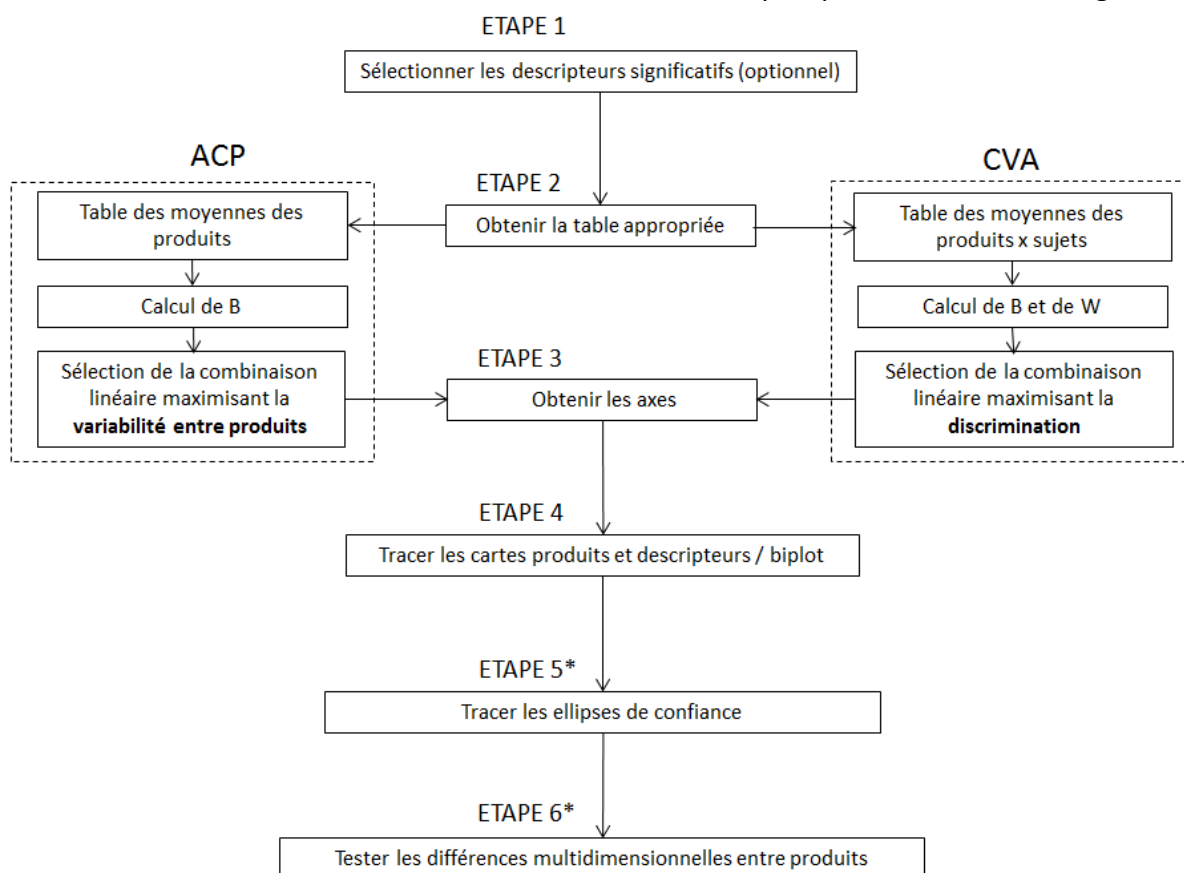 ETAPE 1
Sélectionner les descripteurs significatifs (optionnel)
ACP
CVA
ETAPE 2
Table des moyennes des
produits
Obtenir la table appropriée
Table des moyennes des
produits x sujets
Calcul de B
Calcul de B et de W
ETAPE 3
Sélection de la combinaison
linéaire maximisant la
variabilité entre produits
Obtenir les axes
Sélection de la combinaison
linéaire maximisant la
discrimination
ETAPE 4
Tracer les cartes produits et descripteurs / biplot
ETAPE 5*
Tracer les ellipses de confiance
ETAPE 6*
Tester les différences multidimensionnelles entre produits